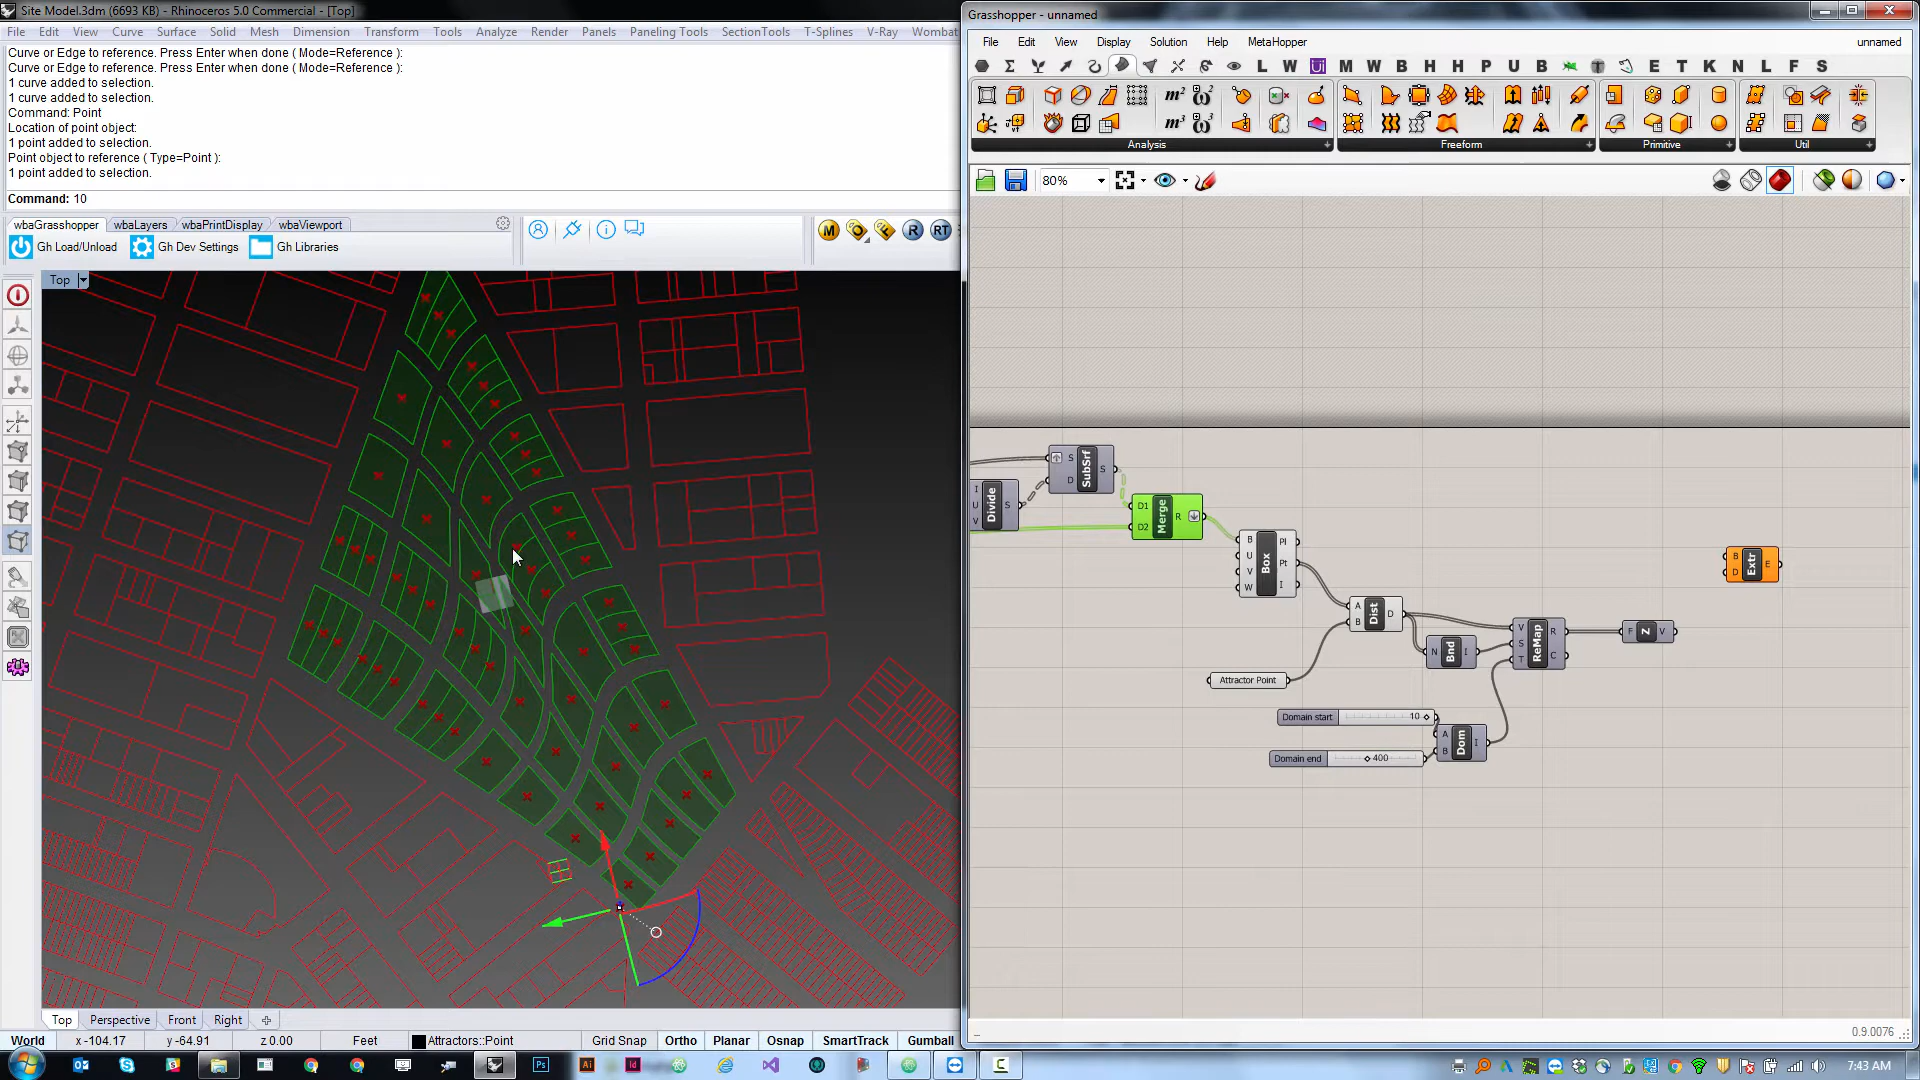 Site Model.3dm (6693 KB) - Rhinoceros 5.0 Commercial - [Top]
File Edit View Curve Surface Solid Mesh Dimension Transform Tools Analyze Render Panels Paneling Tools SectionTools T-Splines V-Ray Wombat
Curve or Edge to reference. Press Enter when done ( Mode=Reference ):
Curve or Edge to reference. Press Enter when done ( Mode=Reference ):
1 curve added to selection.
1 curve added to selection.
Command: Point
Location of point object:
1 point added to selection.
Point object to reference ( Type=Point ):
1 point added to selection.
Command: 10
wbaGrasshopper wbaLayers wbaPrintDisplay wbaViewport
Gh Load/Unload Gh Dev Settings Gh Libraries
M R RT
Top
Top Perspective Front Right
World x -104.17 y -64.91 z 0.00 Feet Attractors::Point Grid Snap Ortho Planar Osnap SmartTrack Gumball
Grasshopper - unnamed
File Edit View Display Solution Help MetaHopper unnamed
L W Ui M W B H H P U B E T K N L F S
m² m³
Analysis Freeform Primitive Util
80%
SubSrf S D S
Divide I U V S
Merge D1 D2 R
Box B U V W Pl Pt I
Dist A B D
Bnd N I
ReMap V S T R C
Z F V
Extr B D E
Attractor Point
Domain start 10
Domain end 400
Dom A B I
0.9.0076
7:43 AM